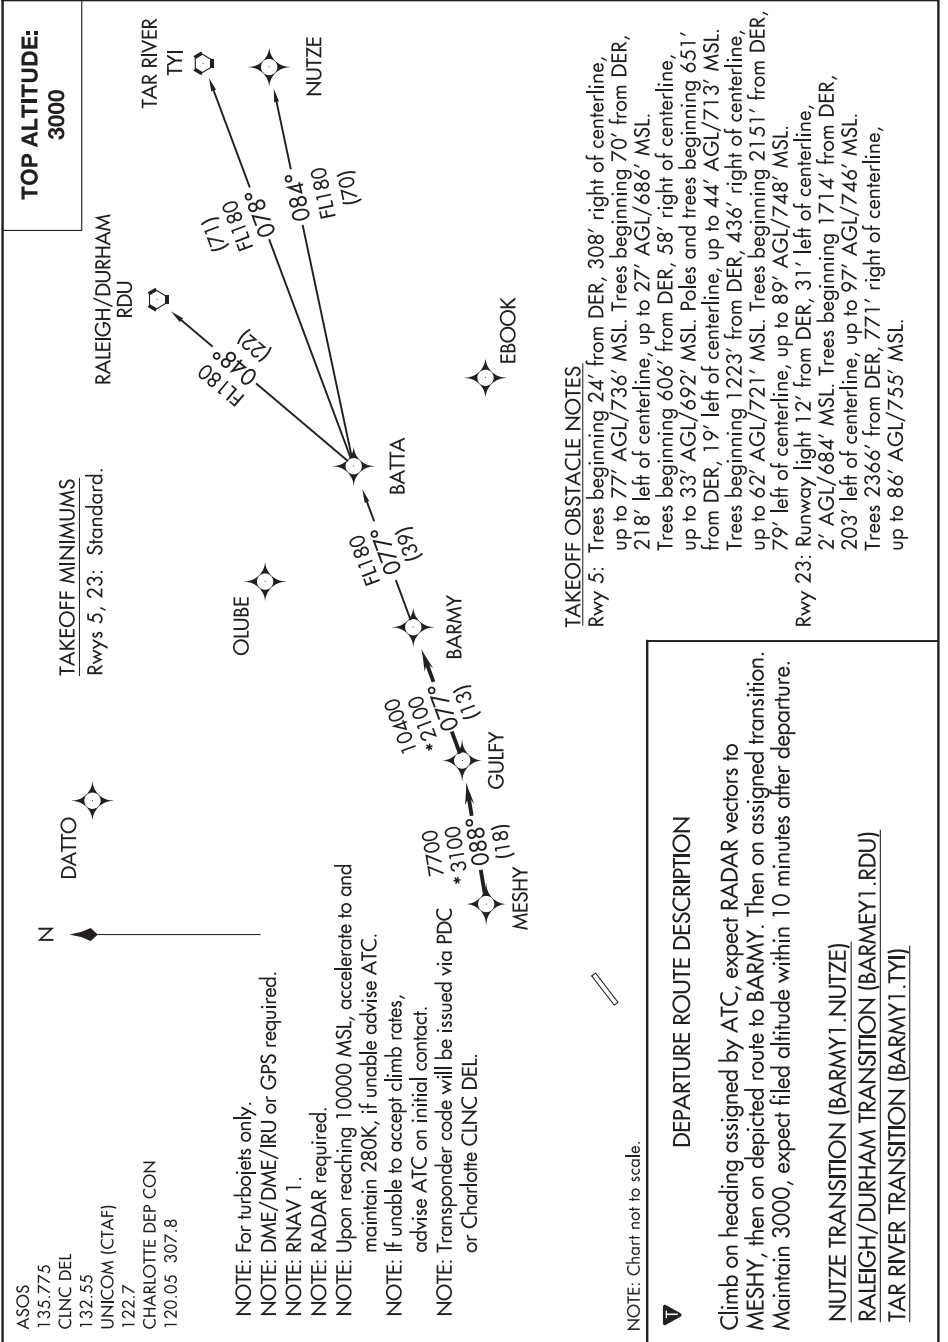 ASOS
135.775
CLNC DEL
132.55
UNICOM (CTAF)
122.7
CHARLOTTE DEP CON
120.05 307.8
TOP ALTITUDE:
3000
N
TAKEOFF MINIMUMS
Rwys 5, 23: Standard.
DATTO
OLUBE
RALEIGH/DURHAM
RDU
TAR RIVER
TYI
NUTZE
FL180
048°
(22)
(71)
FL180
078°
084°
FL180
(70)
BATTA
EBOOK
FL180
077°
(39)
BARMY
10400
*2100
077°
(13)
GULFY
7700
*3100
088°
(18)
MESHY
NOTE: For turbojets only.
NOTE: DME/DME/IRU or GPS required.
NOTE: RNAV 1.
NOTE: RADAR required.
NOTE: Upon reaching 10000 MSL, accelerate to and
maintain 280K, if unable advise ATC.
NOTE: If unable to accept climb rates,
advise ATC on initial contact.
NOTE: Transponder code will be issued via PDC
or Charlotte CLNC DEL.
NOTE: Chart not to scale.
TAKEOFF OBSTACLE NOTES
Rwy 5: Trees beginning 24' from DER, 308' right of centerline,
up to 77' AGL/736' MSL. Trees beginning 70' from DER,
218' left of centerline, up to 27' AGL/686' MSL.
Trees beginning 606' from DER, 58' right of centerline,
up to 33' AGL/692' MSL. Poles and trees beginning 651'
from DER, 19' left of centerline, up to 44' AGL/713' MSL.
Trees beginning 1223' from DER, 436' right of centerline,
up to 62' AGL/721' MSL. Trees beginning 2151' from DER,
79' left of centerline, up to 89' AGL/748' MSL.
Rwy 23: Runway light 12' from DER, 31' left of centerline,
2' AGL/684' MSL. Trees beginning 1714' from DER,
203' left of centerline, up to 97' AGL/746' MSL.
Trees 2366' from DER, 771' right of centerline,
up to 86' AGL/755' MSL.
T
DEPARTURE ROUTE DESCRIPTION
Climb on heading assigned by ATC, expect RADAR vectors to
MESHY, then on depicted route to BARMY. Then on assigned transition.
Maintain 3000, expect filed altitude within 10 minutes after departure.
NUTZE TRANSITION (BARMY1.NUTZE)
RALEIGH/DURHAM TRANSITION (BARMEY1.RDU)
TAR RIVER TRANSITION (BARMY1.TYI)